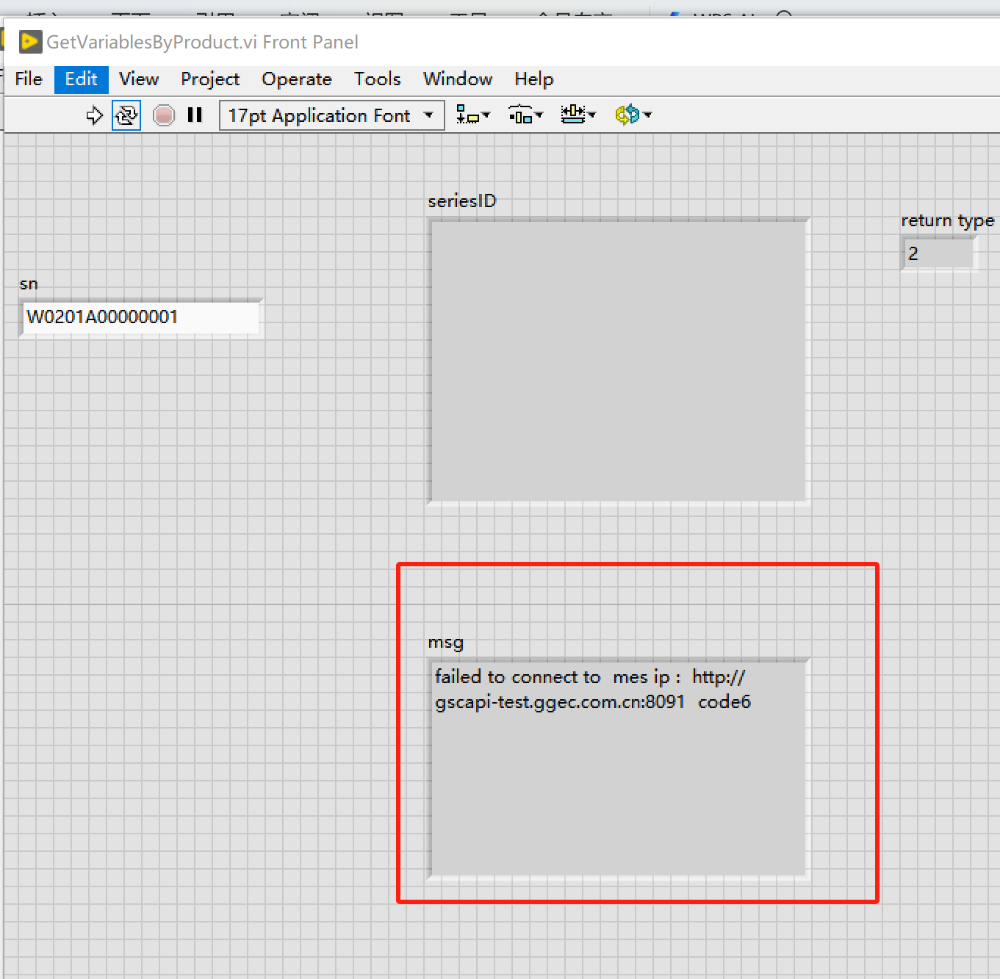 GetVariablesByProduct.vi Front Panel
File Edit View Project Operate Tools Window Help
17pt Application Font
seriesID
return type
2
sn
W0201A00000001
msg
failed to connect to  mes ip :  http://
gscapi-test.ggec.com.cn:8091  code6